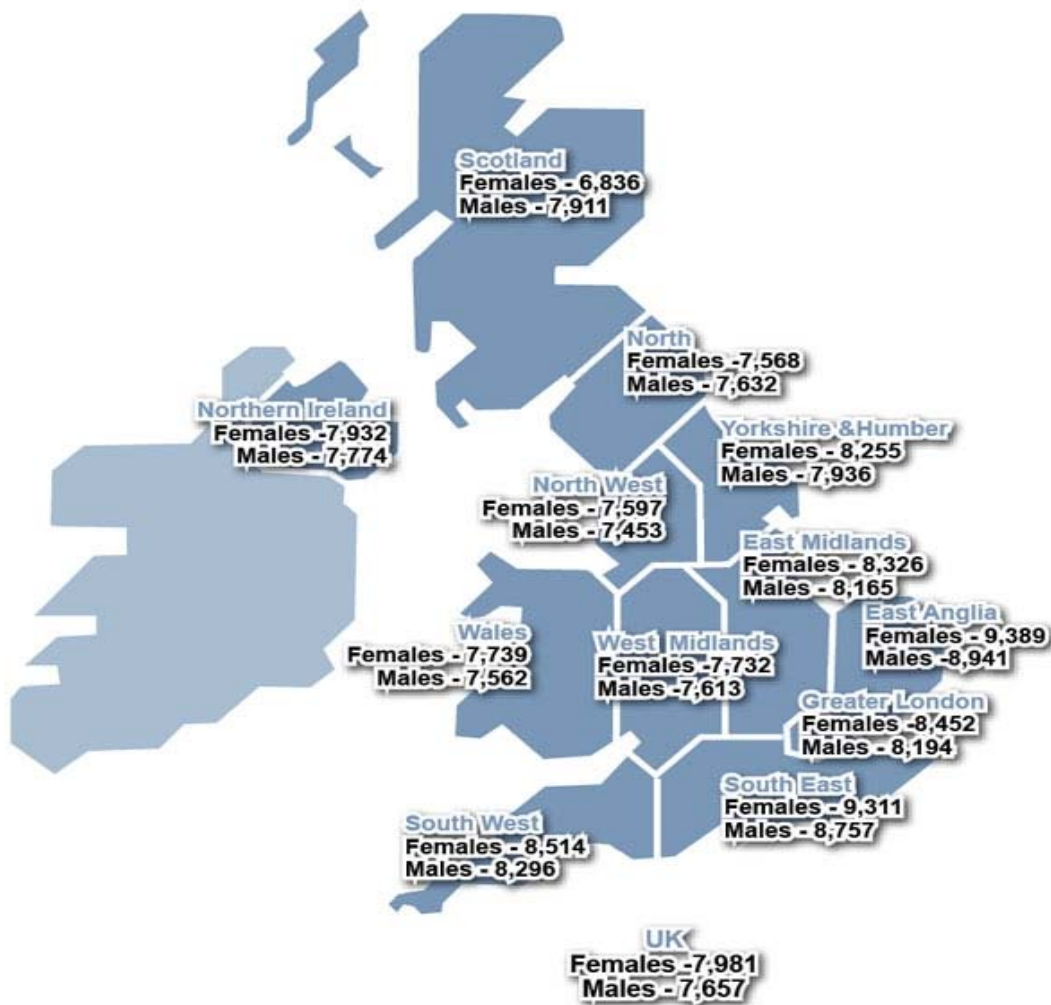 Scotland
Females - 6,836
Males - 7,911
North
Females -7,568
Males - 7,632
Northern Ireland
Females -7,932
Males - 7,774
Yorkshire &Humber
Females - 8,255
Males - 7,936
North West
Females - 7,597
Males - 7,453
East Midlands
Females - 8,326
Males - 8,165
East Anglia
Females - 9,389
Males -8,941
Wales
Females - 7,739
Males - 7,562
West Midlands
Females -7,732
Males -7,613
Greater London
Females -8,452
Males - 8,194
South East
Females - 9,311
Males - 8,757
South West
Females - 8,514
Males - 8,296
UK
Females -7,981
Males - 7,657